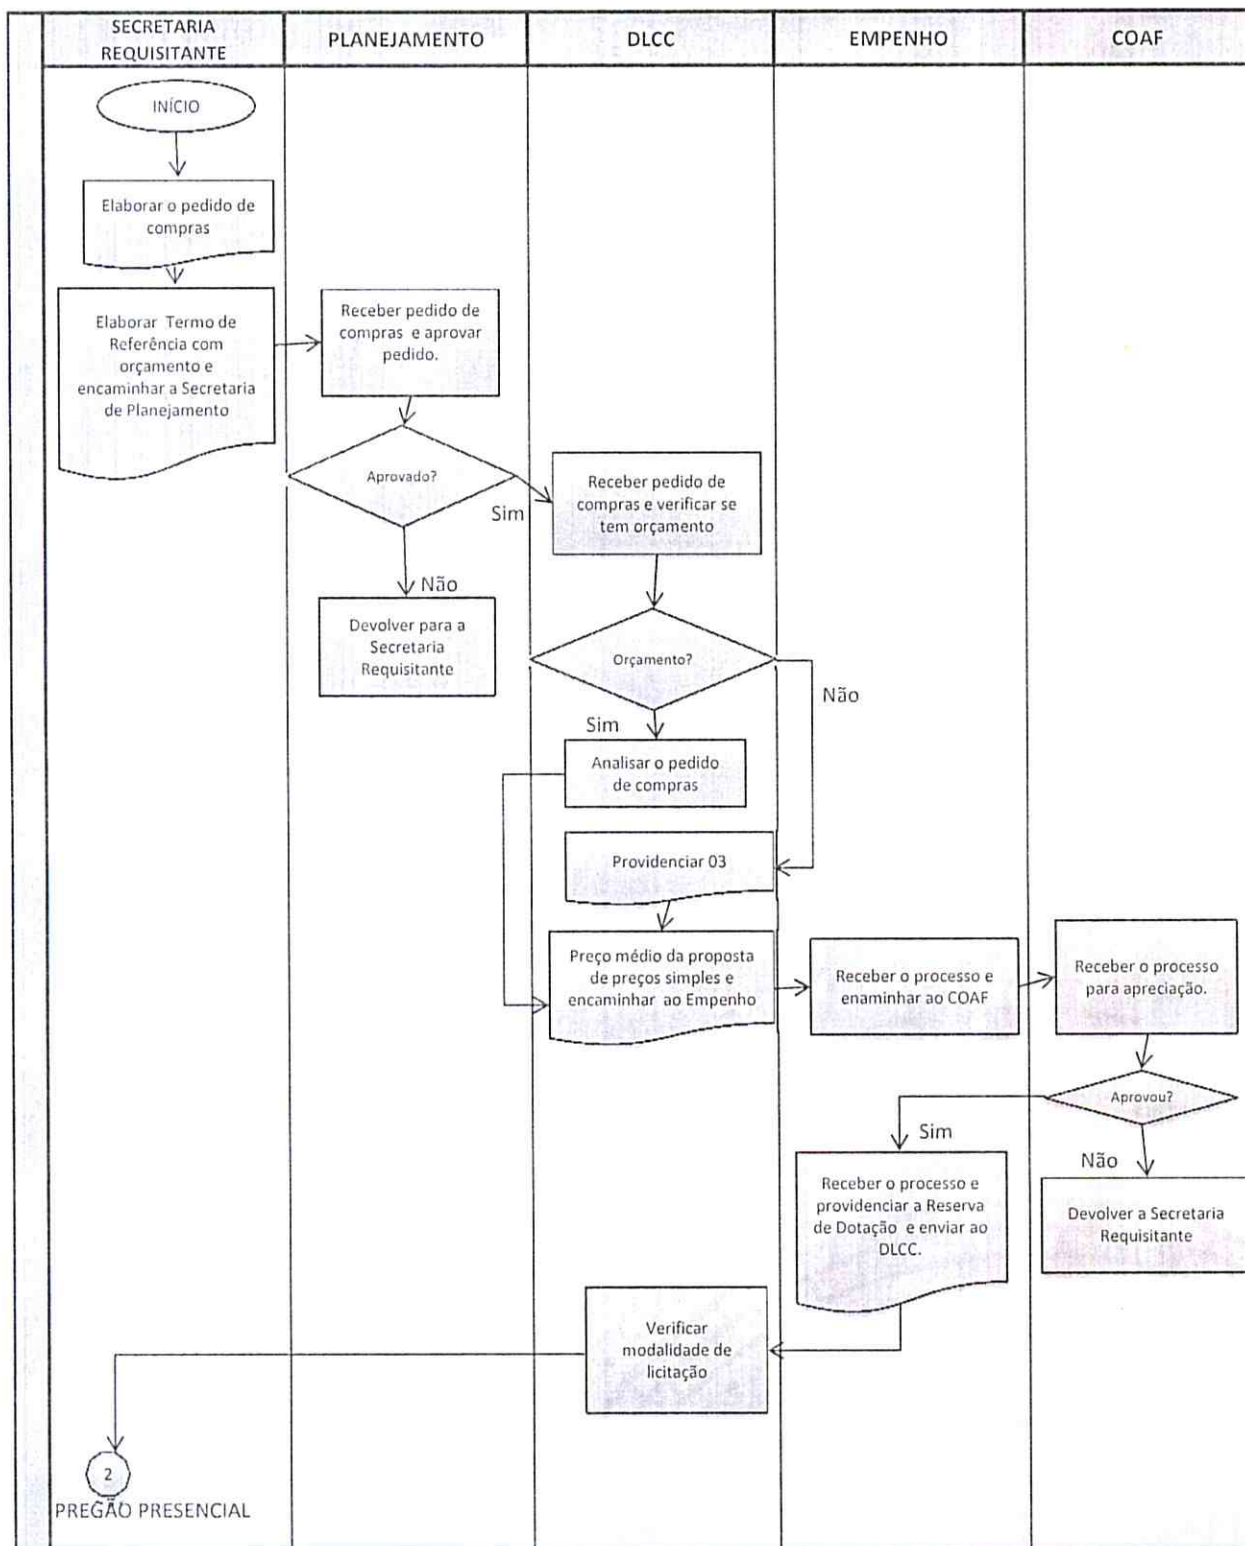 SECRETARIA
REQUISITANTE
PLANEJAMENTO
DLCC
EMPENHO
COAF
INÍCIO
Elaborar o pedido de
compras
Elaborar Termo de
Referência com
orçamento e
encaminhar a Secretaria
de Planejamento
Receber pedido de
compras e aprovar
pedido.
Aprovado?
Sim
Não
Devolver para a
Secretaria
Requisitante
Receber pedido de
compras e verificar se
tem orçamento
Orçamento?
Não
Sim
Analisar o pedido
de compras
Providenciar 03
Preço médio da proposta
de preços simples e
encaminhar ao Empenho
Receber o processo e
enaminhar ao COAF
Receber o processo
para apreciação.
Aprovou?
Sim
Não
Receber o processo e
providenciar a Reserva
de Dotação e enviar ao
DLCC.
Devolver a Secretaria
Requisitante
Verificar
modalidade de
licitação
2
PREGÃO PRESENCIAL